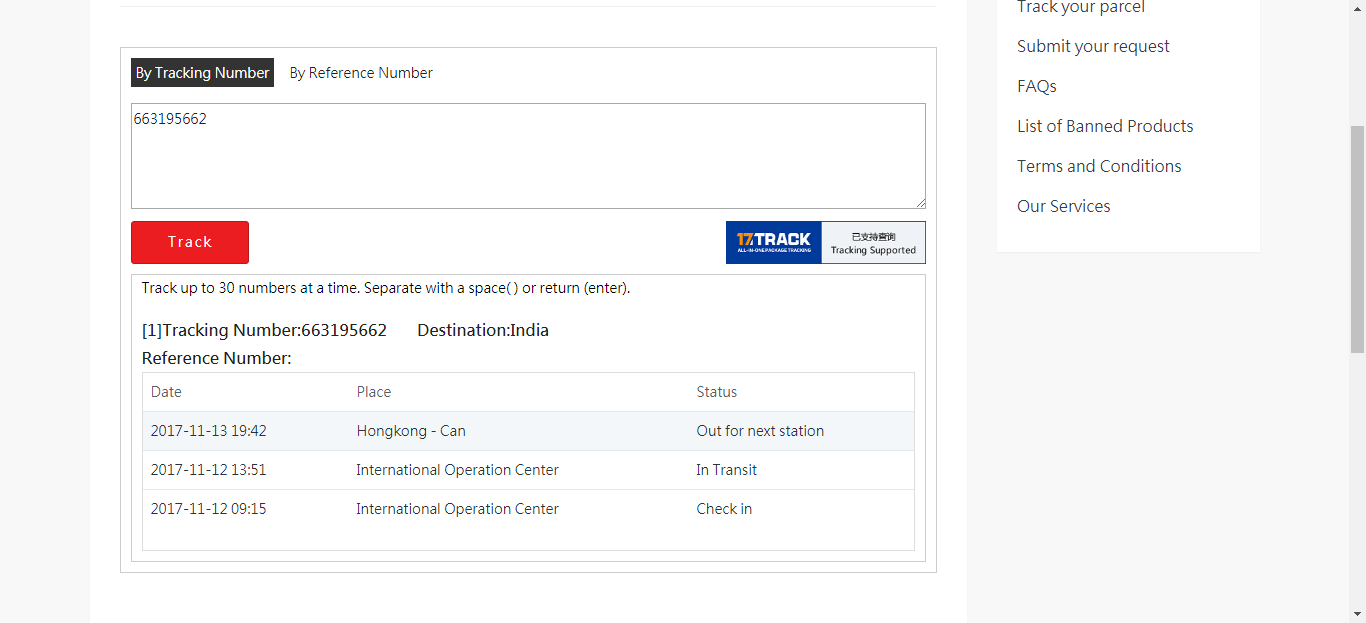 Track your parcel
Submit your request
FAQs
List of Banned Products
Terms and Conditions
Our Services
By Tracking Number By Reference Number
663195662
Track
17TRACK
ALL-IN-ONE PACKAGE TRACKING
已支持查询
Tracking Supported
Track up to 30 numbers at a time. Separate with a space( ) or return (enter).
[1]Tracking Number:663195662 Destination:India
Reference Number:
Date Place Status
2017-11-13 19:42 Hongkong - Can Out for next station
2017-11-12 13:51 International Operation Center In Transit
2017-11-12 09:15 International Operation Center Check in